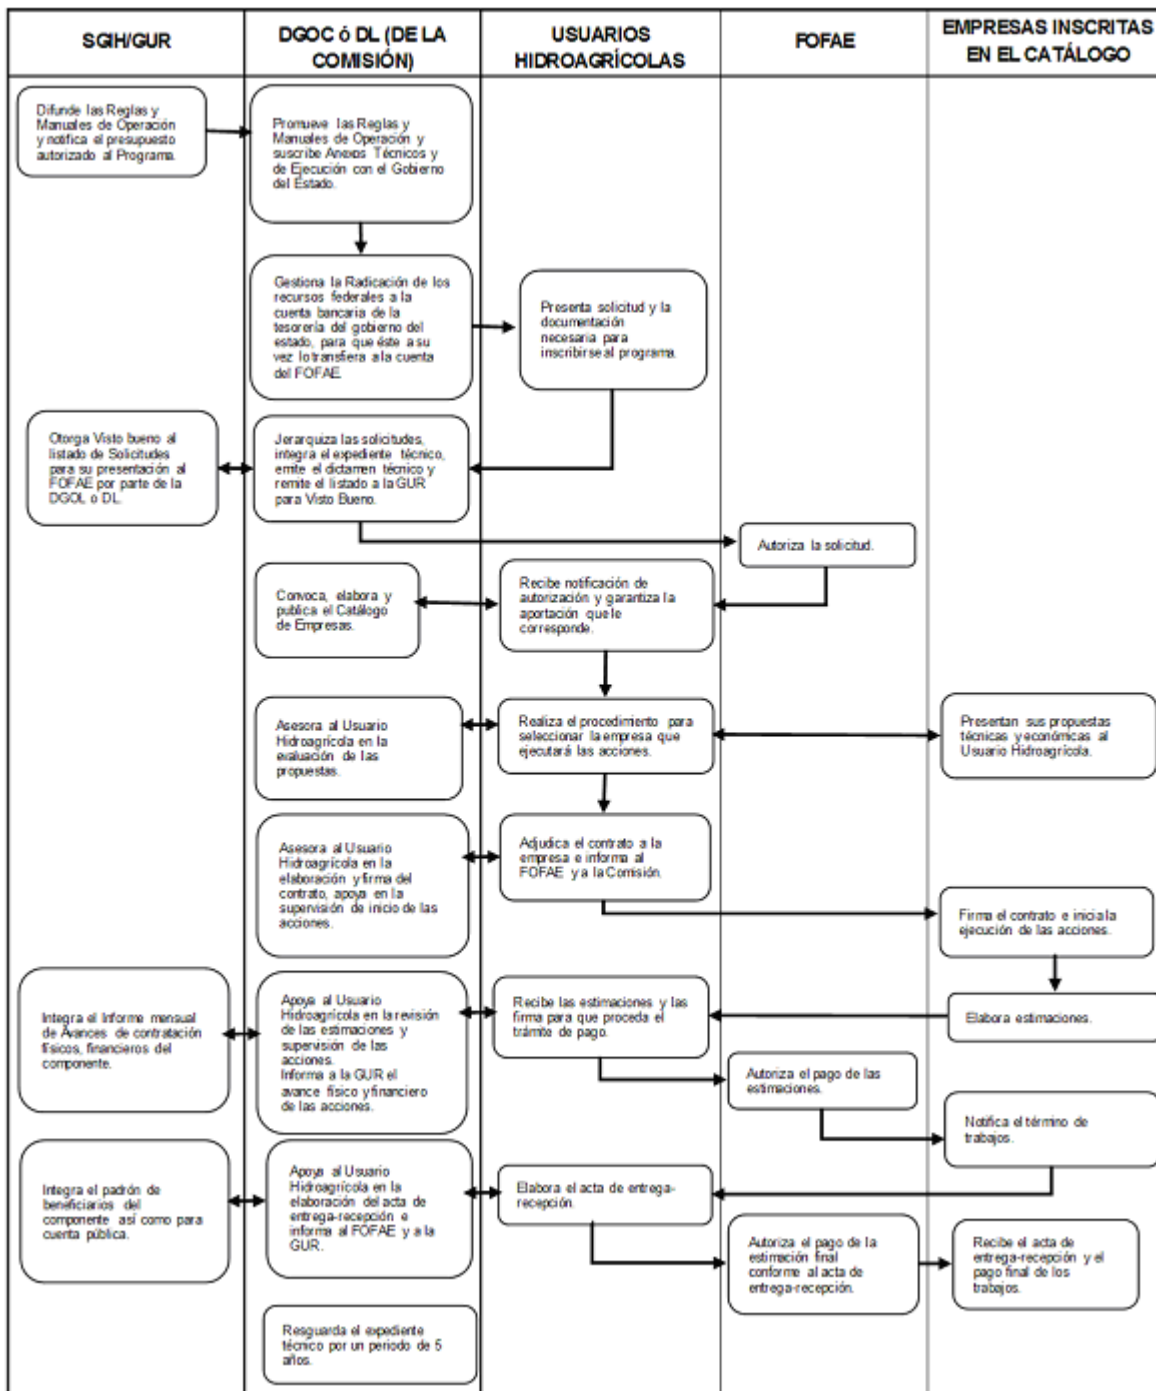 SGIH/GUR
DGOC ó DL (DE LA
COMISIÓN)
USUARIOS
HIDROAGRÍCOLAS
FOFAE
EMPRESAS INSCRITAS
EN EL CATÁLOGO
Difunde las Reglas y
Manuales de Operación
y notifica el presupuesto
autorizado al Programa.
Promueve las Reglas y
Manuales de Operación y
suscribe Anexos Técnicos y
de Ejecución con el Gobierno
del Estado.
Gestiona la Radicación de los
recursos federales a la
cuenta bancaria de la
tesorería del gobierno del
estado, para que éste a su
vez lo transfiera a la cuenta
del FOFAE.
Presenta solicitud y la
documentación
necesaria para
inscribirse al programa.
Otorga Visto bueno al
listado de Solicitudes
para su presentación al
FOFAE por parte de la
DGOL o DL.
Jerarquiza las solicitudes,
integra el expediente técnico,
emite el dictamen técnico y
remite el listado a la GUR
para Visto Bueno.
Autoriza la solicitud.
Convoca, elabora y
publica el Catálogo
de Empresas.
Recibe notificación de
autorización y garantiza la
aportación que le
corresponde.
Asesora al Usuario
Hidroagrícola en la
evaluación de las
propuestas.
Realiza el procedimiento para
seleccionar la empresa que
ejecutará las acciones.
Presentan sus propuestas
técnicas y económicas al
Usuario Hidroagrícola.
Asesora al Usuario
Hidroagrícola en la
elaboración y firma del
contrato, apoya en la
supervisión de inicio de las
acciones.
Adjudica el contrato a la
empresa e informa al
FOFAE y a la Comisión.
Firma el contrato e inicia la
ejecución de las acciones.
Integra el Informe mensual
de Avances de contratación
físicos, financieros del
componente.
Apoya al Usuario
Hidroagrícola en la revisión
de las estimaciones y
supervisión de las
acciones.
Informa a la GUR el
avance físico y financiero
de las acciones.
Recibe las estimaciones y las
firma para que proceda el
trámite de pago.
Elabora estimaciones.
Autoriza el pago de las
estimaciones.
Notifica el término de
trabajos.
Integra el padrón de
beneficiarios del
componente así como para
cuenta pública.
Apoya al Usuario
Hidroagrícola en la
elaboración del acta de
entrega-recepción e
informa al FOFAE y a la
GUR.
Elabora el acta de entrega-
recepción.
Autoriza el pago de la
estimación final
conforme al acta de
entrega-recepción.
Recibe el acta de
entrega-recepción y el
pago final de los
trabajos.
Resguarda el expediente
técnico por un periodo de 5
años.